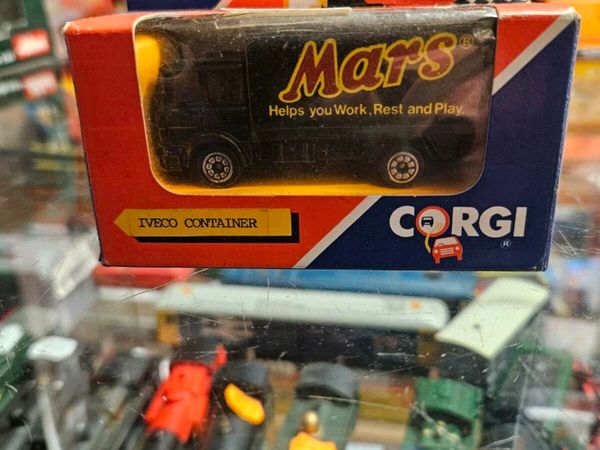 Mars®
Helps you Work, Rest and Play
IVECO CONTAINER
CORGI
®